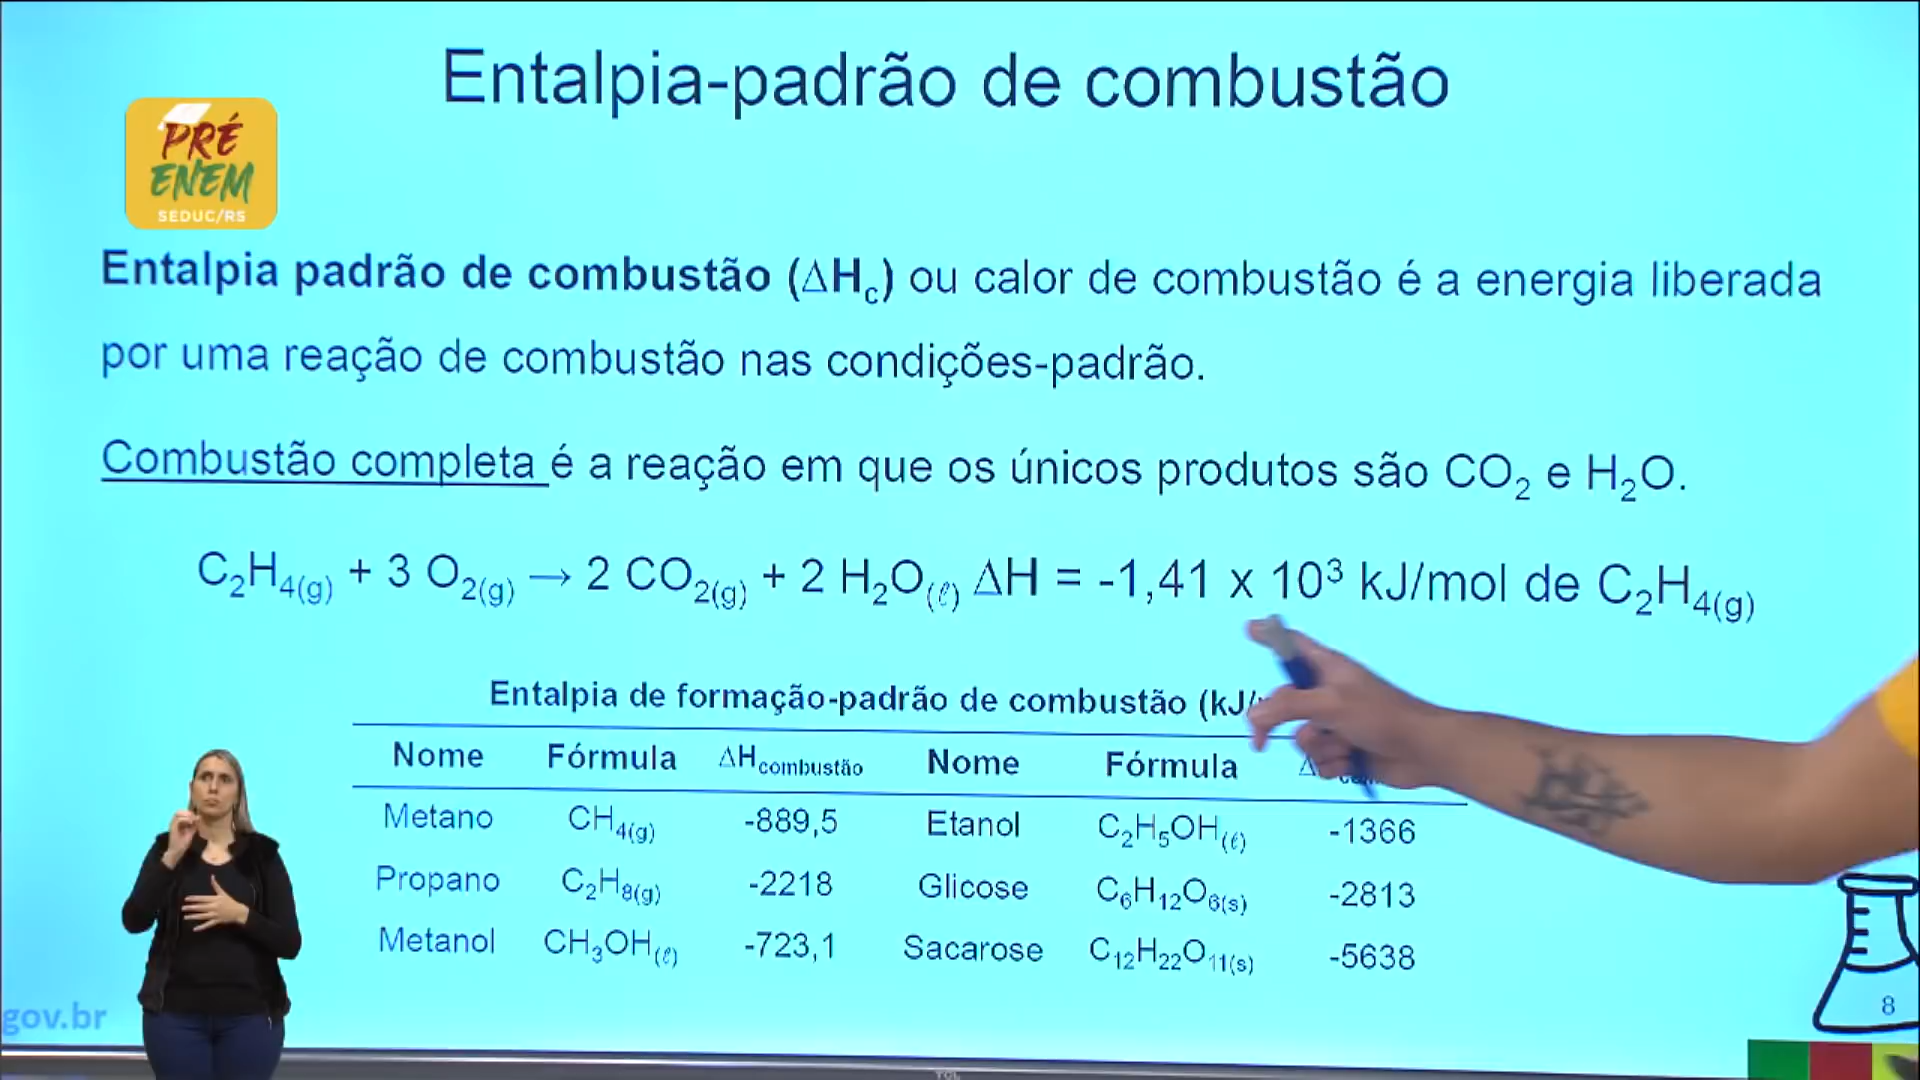 Entalpia-padrão de combustão
PRÉ
ENEM
SEDUC/RS
Entalpia padrão de combustão (ΔHc) ou calor de combustão é a energia liberada
por uma reação de combustão nas condições-padrão.
Combustão completa é a reação em que os únicos produtos são CO₂ e H₂O.
C₂H₄(g) + 3 O₂(g) → 2 CO₂(g) + 2 H₂O(ℓ) ΔH = -1,41 x 10³ kJ/mol de C₂H₄(g)
Entalpia de formação-padrão de combustão
Nome Fórmula ΔHcombustão Nome Fórmula
Metano CH₄(g) -889,5 Etanol C₂H₅OH(ℓ) -1366
Propano C₂H₈(g) -2218 Glicose C₆H₁₂O₆(s) -2813
Metanol CH₃OH(ℓ) -723,1 Sacarose C₁₂H₂₂O₁₁(s) -5638
gov.br
8
TCL